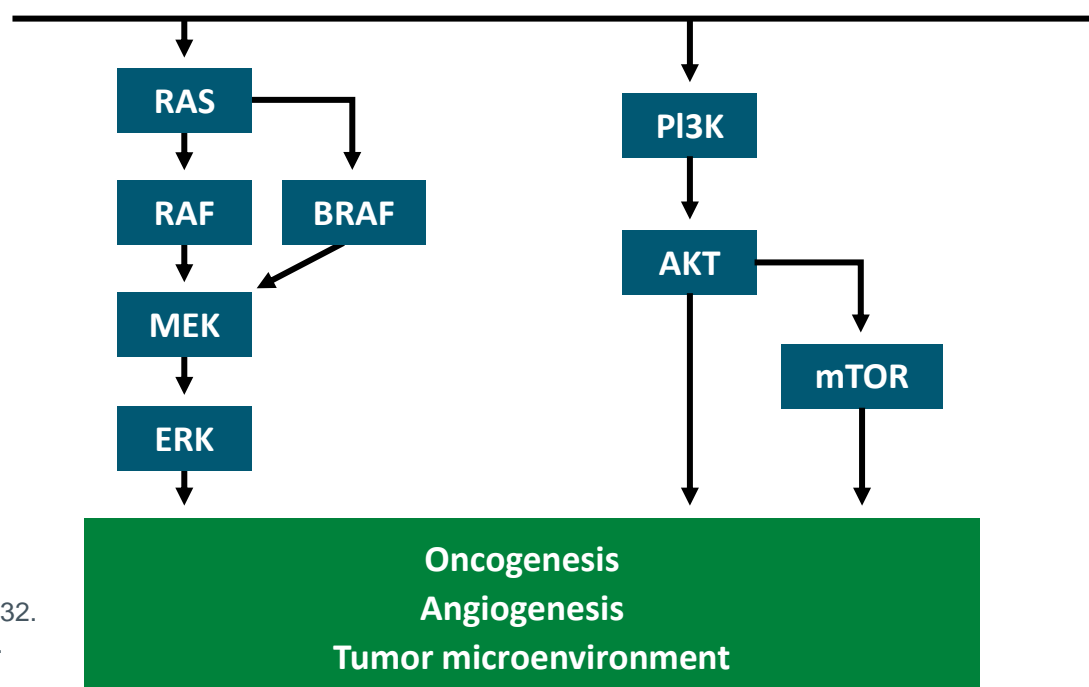 RAS
PI3K
RAF
BRAF
AKT
MEK
mTOR
ERK
Oncogenesis
Angiogenesis
Tumor microenvironment
32.
.